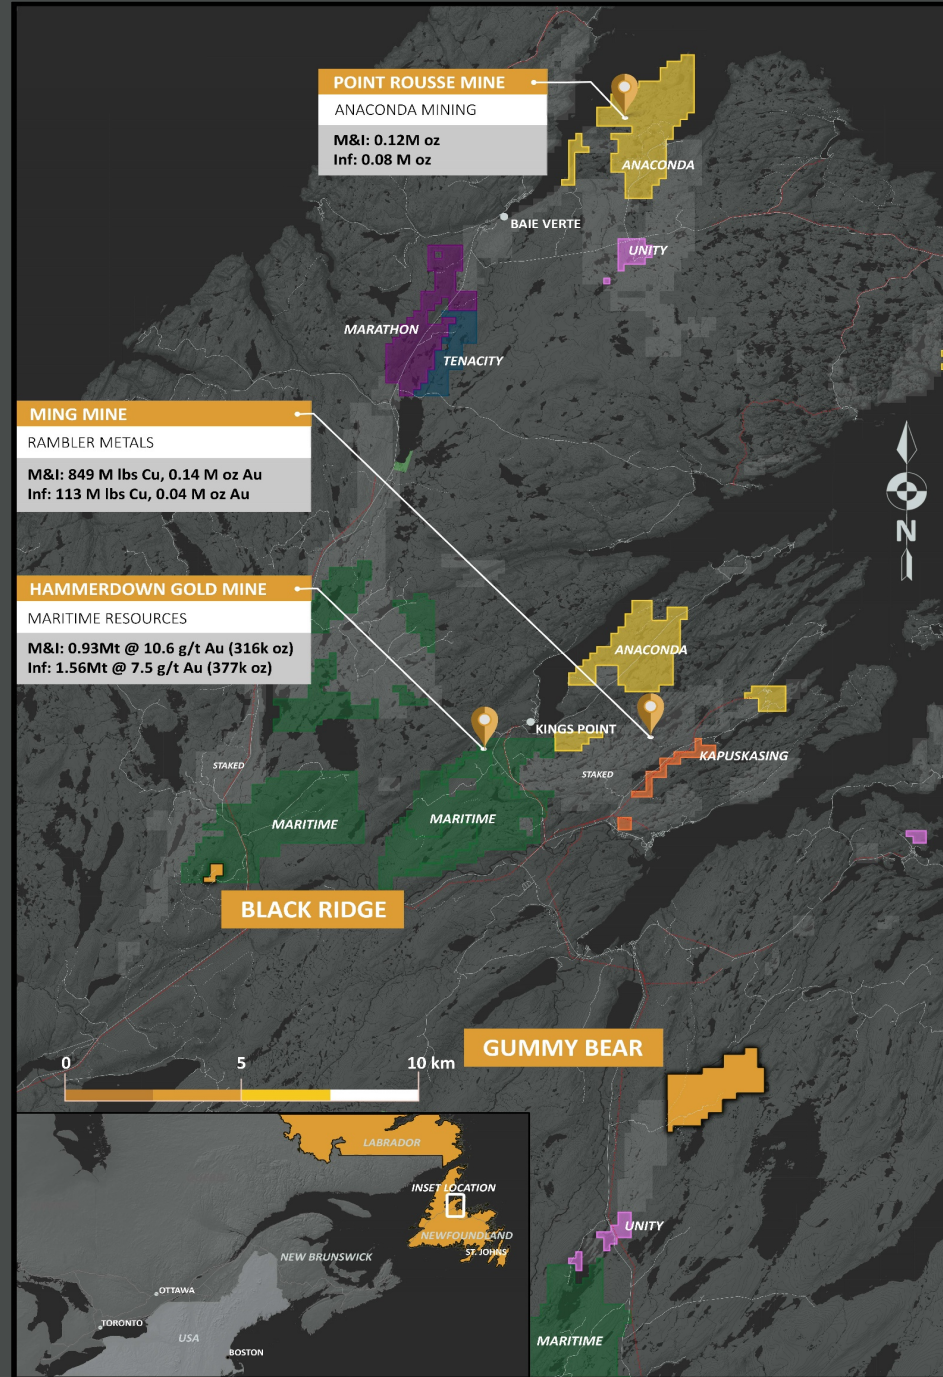 POINT ROUSSE MINE
ANACONDA MINING
M&I: 0.12M oz
Inf: 0.08 M oz
ANACONDA
BAIE VERTE
UNITY
MARATHON
TENACITY
MING MINE
RAMBLER METALS
M&I: 849 M lbs Cu, 0.14 M oz Au
Inf: 113 M lbs Cu, 0.04 M oz Au
N
HAMMERDOWN GOLD MINE
MARITIME RESOURCES
M&I: 0.93Mt @ 10.6 g/t Au (316k oz)
Inf: 1.56Mt @ 7.5 g/t Au (377k oz)
ANACONDA
KINGS POINT
KAPUSKASING
STAKED
STAKED
MARITIME
MARITIME
BLACK RIDGE
GUMMY BEAR
0 5 10 km
LABRADOR
INSET LOCATION
NEWFOUNDLAND
ST. JOHNS
NEW BRUNSWICK
OTTAWA
TORONTO
USA
BOSTON
UNITY
MARITIME